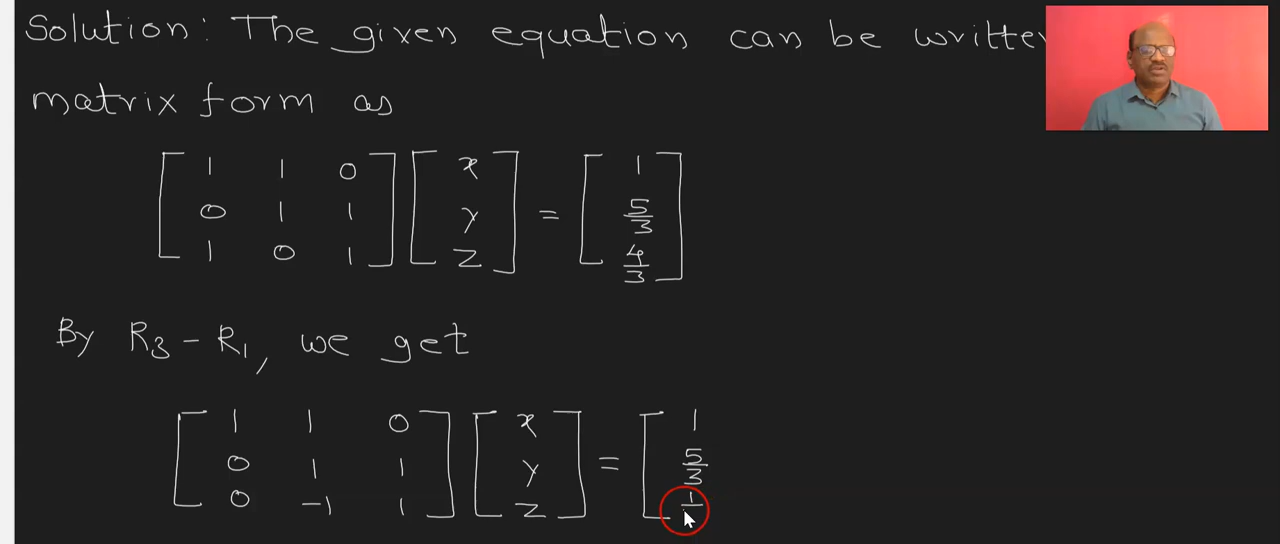 Solution: The given equation can be written
matrix form as
[ 1 1 0 ] [ x ] = [ 1 ]
[ 0 1 1 ] [ y ] = [ 5/3 ]
[ 1 0 1 ] [ z ] = [ 4/3 ]
By R3 - R1, we get
[ 1 1 0 ] [ x ] = [ 1
[ 0 1 1 ] [ y ] = [ 5/3
[ 0 -1 1 ] [ z ] = [ 1/